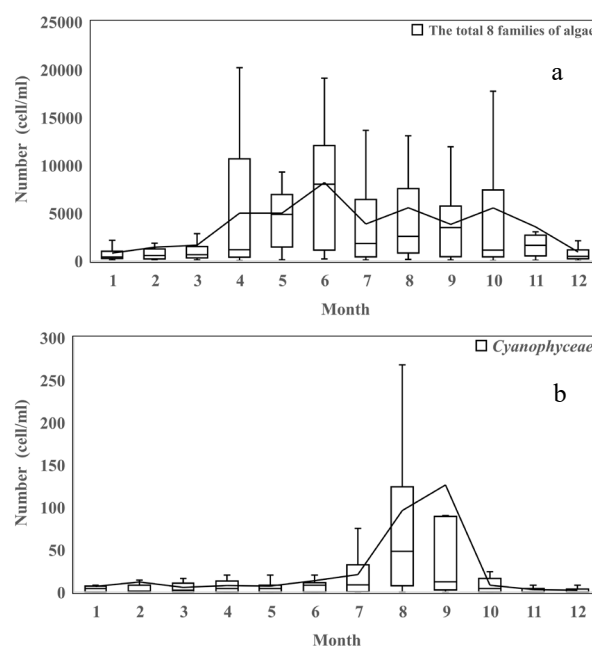 The total 8 families of algae
a
Number (cell/ml)
25000
20000
15000
10000
5000
0
1 2 3 4 5 6 7 8 9 10 11 12
Month
Cyanophyceae
b
Number (cell/ml)
300
250
200
150
100
50
0
1 2 3 4 5 6 7 8 9 10 11 12
Month